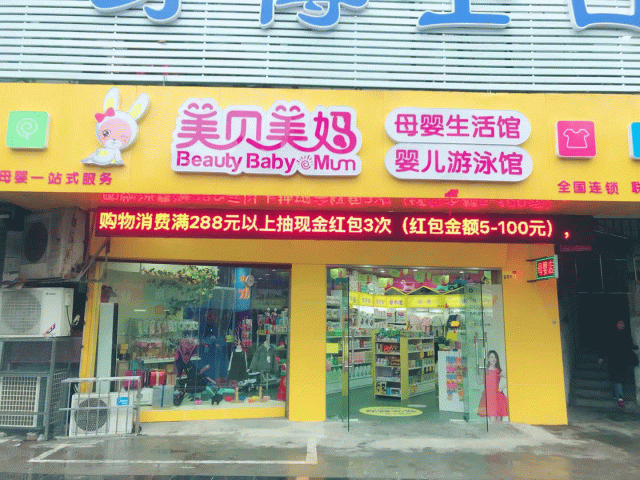 美贝美妈
Beauty Baby Mum
母婴生活馆
婴儿游泳馆
母婴一站式服务
全国连锁
购物消费满288元以上抽现金红包3次（红包金额5-100元），